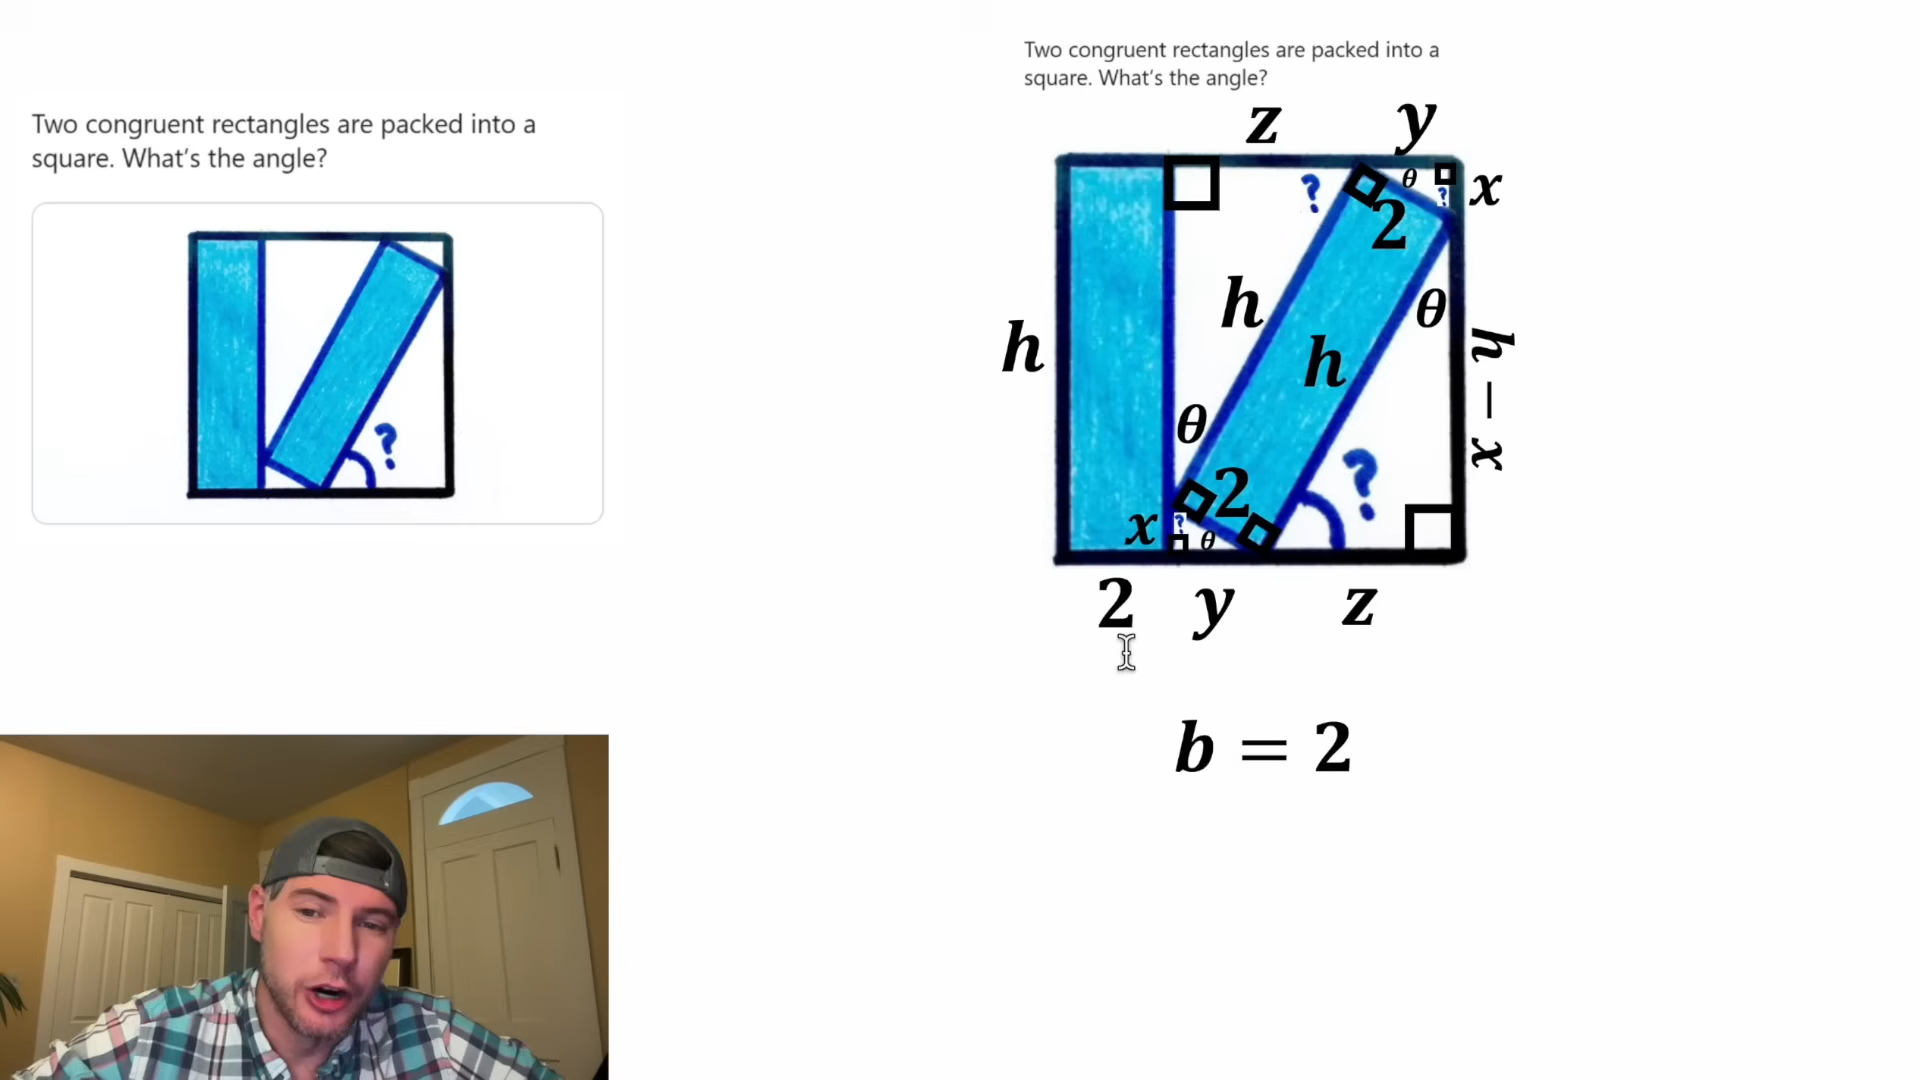 Two congruent rectangles are packed into a
square. What's the angle?
?
Two congruent rectangles are packed into a
square. What's the angle?
z
y
? θ ? x
2
h
θ
h
h
h − x
θ
?
2
x ? θ
2 y z
b = 2